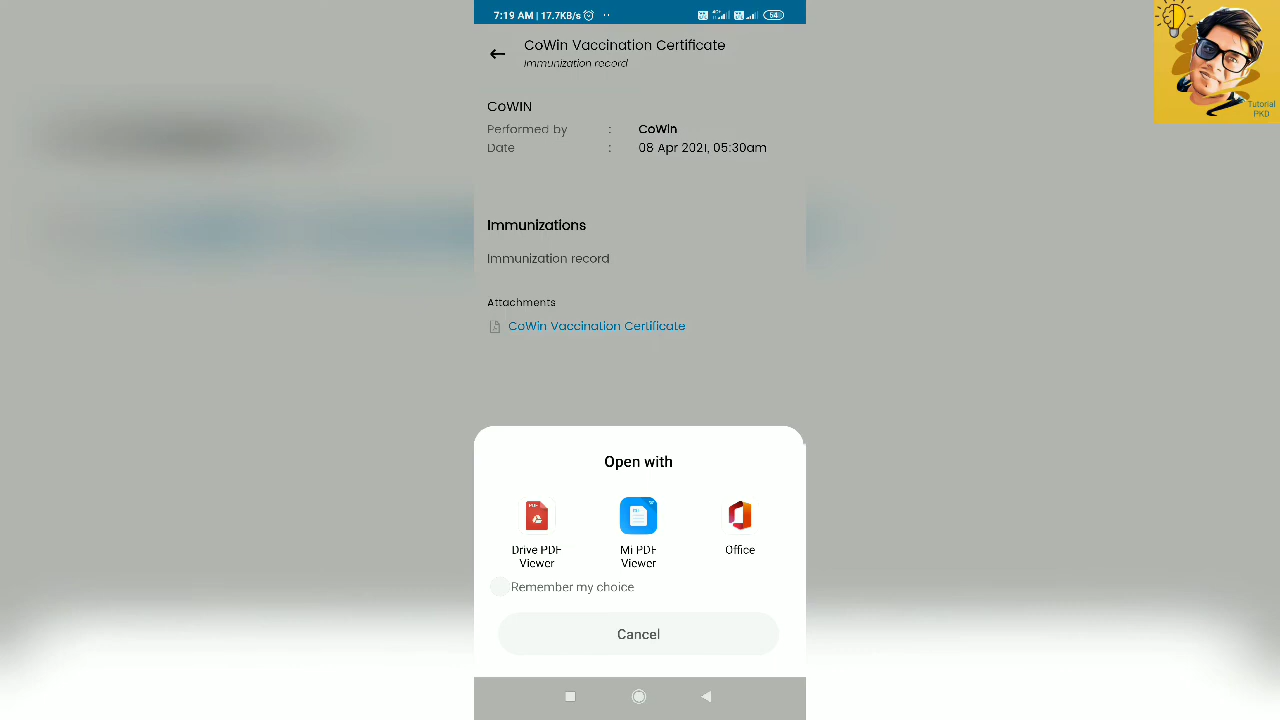 7:19 AM | 17.7KB/s
54
CoWin Vaccination Certificate
Immunization record
CoWIN
Performed by : CoWin
Date : 08 Apr 2021, 05:30am
Immunizations
Immunization record
Attachments
CoWin Vaccination Certificate
Open with
Drive PDF Viewer
Mi PDF Viewer
Office
Remember my choice
Cancel
Tutorial
PKD